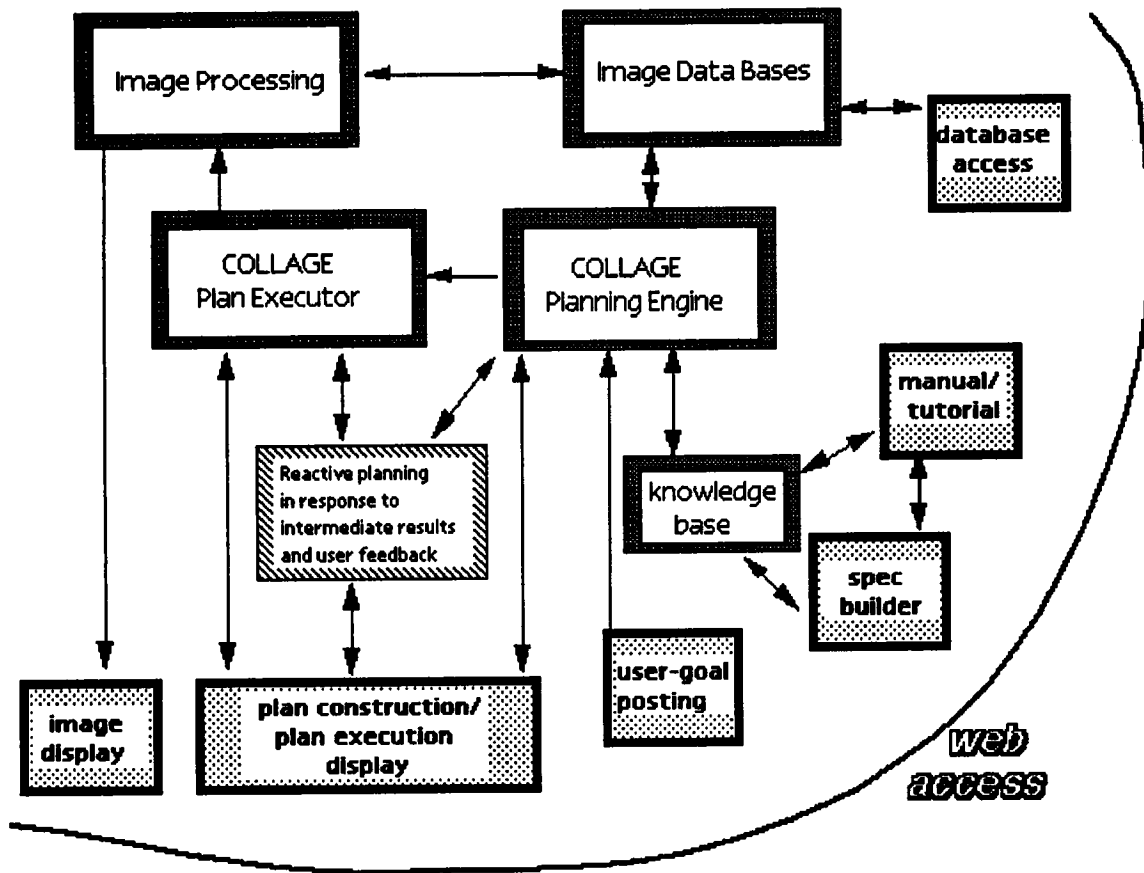 Image Processing
Image Data Bases
database
access
COLLAGE
Plan Executor
COLLAGE
Planning Engine
manual/
tutorial
Reactive planning
in response to
intermediate results
and user feedback
knowledge
base
spec
builder
user-goal
posting
image
display
plan construction/
plan execution
display
web
access